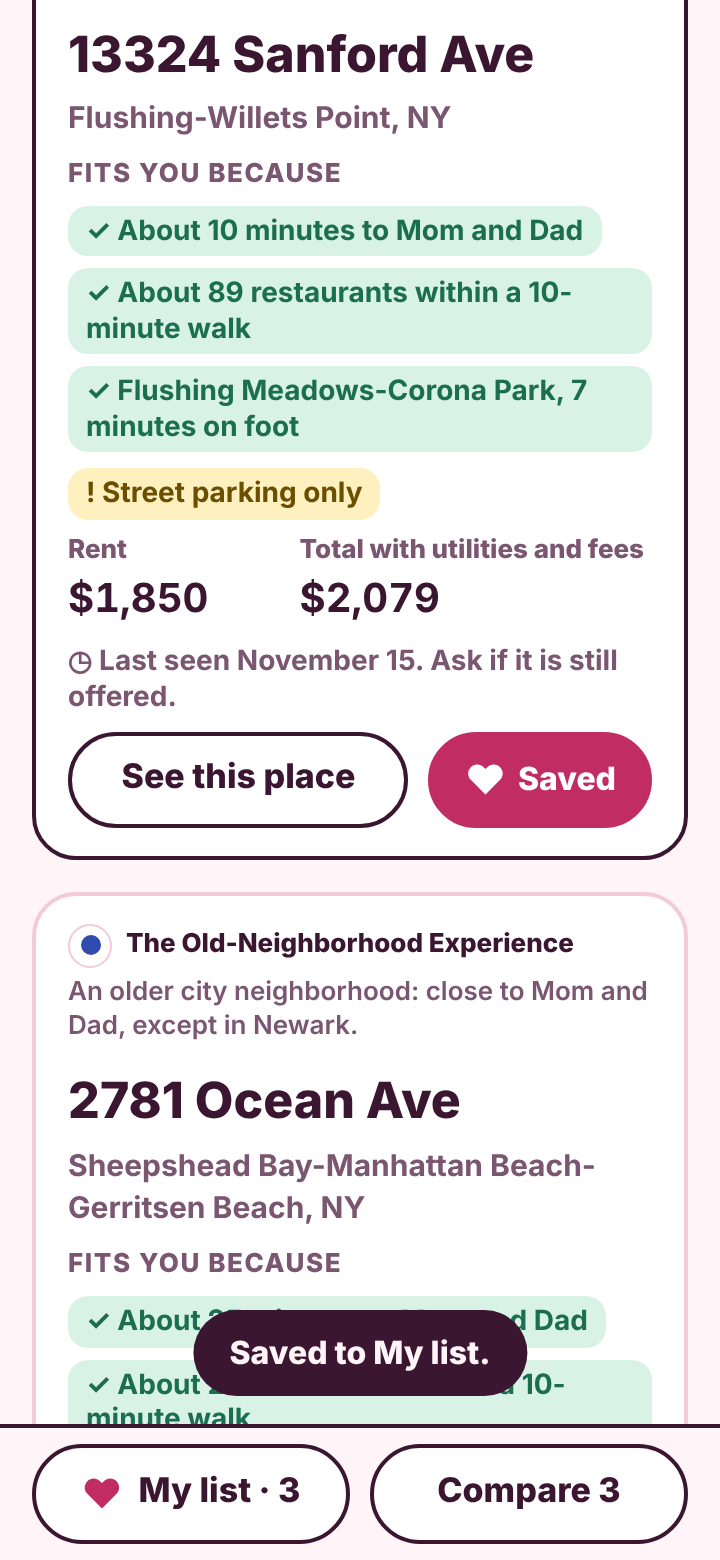 13324 Sanford Ave
Flushing-Willets Point, NY
FITS YOU BECAUSE
✓ About 10 minutes to Mom and Dad
✓ About 89 restaurants within a 10-
minute walk
✓ Flushing Meadows-Corona Park, 7
minutes on foot
! Street parking only
Rent
Total with utilities and fees
$1,850
$2,079
Last seen November 15. Ask if it is still
offered.
See this place
Saved
The Old-Neighborhood Experience
An older city neighborhood: close to Mom and
Dad, except in Newark.
2781 Ocean Ave
Sheepshead Bay-Manhattan Beach-
Gerritsen Beach, NY
FITS YOU BECAUSE
✓ About Dad
Saved to My list.
✓ About 10-
minute walk
My list · 3
Compare 3